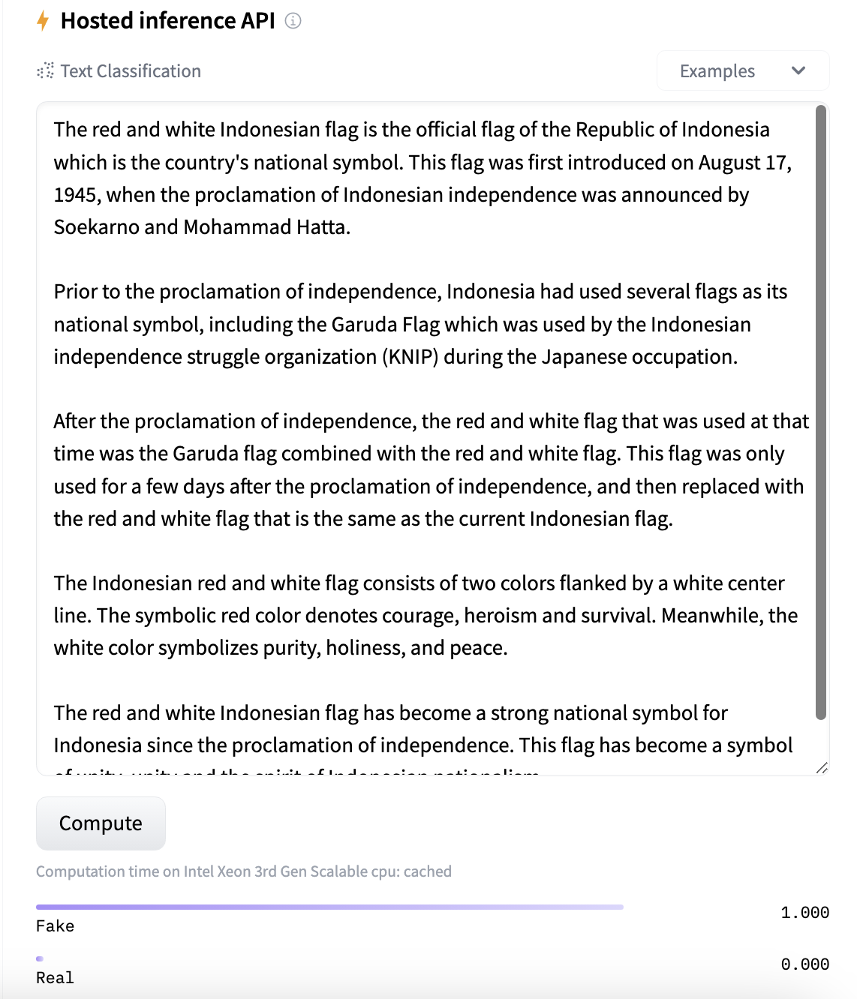 Hosted inference API
Text Classification
Examples
The red and white Indonesian flag is the official flag of the Republic of Indonesia
which is the country's national symbol. This flag was first introduced on August 17,
1945, when the proclamation of Indonesian independence was announced by
Soekarno and Mohammad Hatta.
Prior to the proclamation of independence, Indonesia had used several flags as its
national symbol, including the Garuda Flag which was used by the Indonesian
independence struggle organization (KNIP) during the Japanese occupation.
After the proclamation of independence, the red and white flag that was used at that
time was the Garuda flag combined with the red and white flag. This flag was only
used for a few days after the proclamation of independence, and then replaced with
the red and white flag that is the same as the current Indonesian flag.
The Indonesian red and white flag consists of two colors flanked by a white center
line. The symbolic red color denotes courage, heroism and survival. Meanwhile, the
white color symbolizes purity, holiness, and peace.
The red and white Indonesian flag has become a strong national symbol for
Indonesia since the proclamation of independence. This flag has become a symbol
of unity, unity and the spirit of Indonesian nationalism
Compute
Computation time on Intel Xeon 3rd Gen Scalable cpu: cached
1.000
Fake
0.000
Real